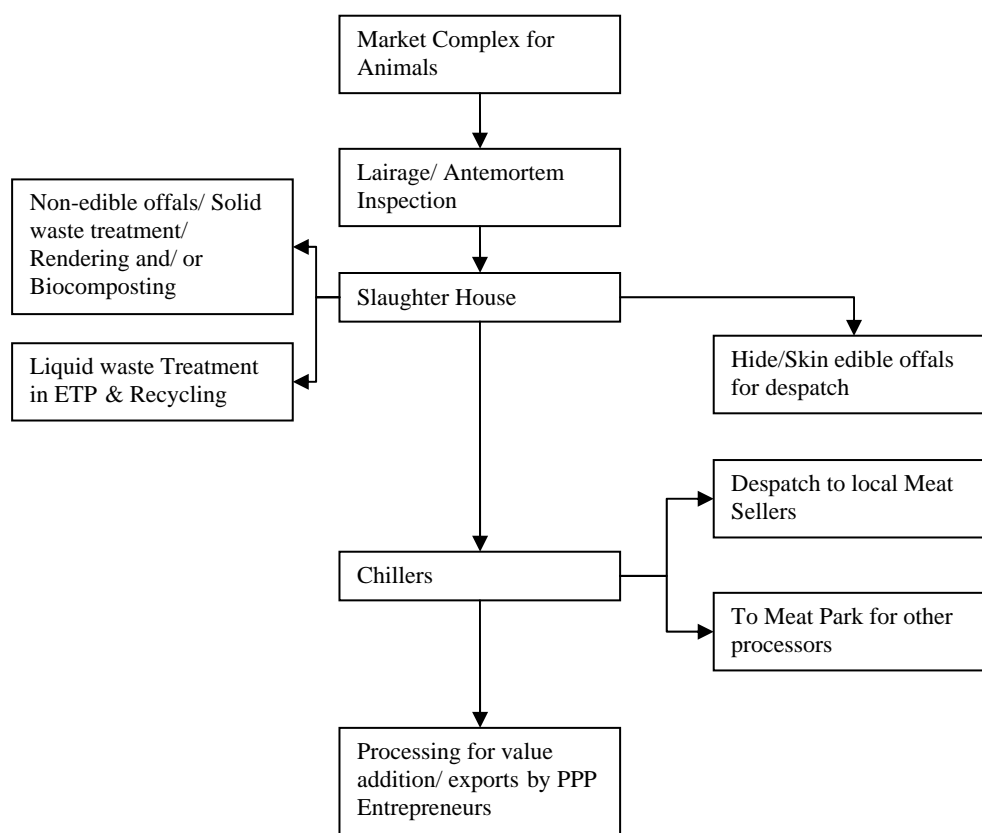 Market Complex for
Animals
Lairage/ Antemortem
Inspection
Non-edible offals/ Solid
waste treatment/
Rendering and/ or
Biocomposting
Slaughter House
Liquid waste Treatment
in ETP & Recycling
Hide/Skin edible offals
for despatch
Despatch to local Meat
Sellers
Chillers
To Meat Park for other
processors
Processing for value
addition/ exports by PPP
Entrepreneurs